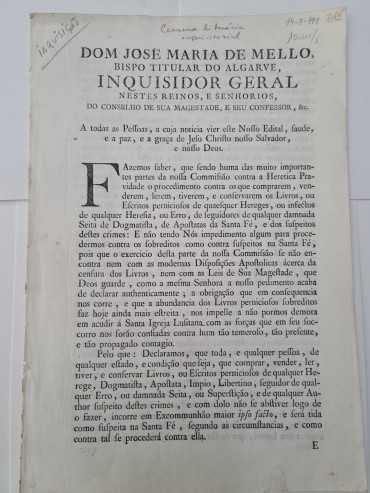 INQUISIÇÃO
Censura literária
inquisitorial
14-9-791
DOM JOSE MARIA DE MELLO,
BISPO TITULAR DO ALGARVE,
INQUISIDOR GERAL
NESTES REINOS, E SENHORIOS,
DO CONSELHO DE SUA MAGESTADE, E SEU CONFESSOR, &c.
A todas as Pessoas, a cuja noticia vier este Nosso Edital, saude,
e a paz, e a graça de Jesu Christo nosso Salvador,
e nosso Deos.
FAzemos saber, que sendo huma das muito importan-
tes partes da nossa Commissaõ contra a Heretica Pra-
vidade o procedimento contra os que comprarem, ven-
derem, lerem, tiverem, e conservarem os Livros, ou
Escritos perniciosos de quaesquer Hereges, ou infectos
de qualquer Heresia, ou Erro, de seguidores de qualquer damnada
Seita de Dogmatista, de Apostatas da Santa Fé, e dos suspeitos
destes crimes: E não tendo Nós impedimento algum para proce-
dermos contra os sobreditos como contra suspeitos na Santa Fé,
pois que o exercicio desta parte da nossa Commissaõ se não en-
contra nem com as modernas Disposições Apostolicas ácerca da
censura dos Livros, nem com as Leis de Sua Magestade, que
Deos guarde, como a mesma Senhora a nosso pedimento acaba
de declarar authenticamente; a obrigação que em consequencia
nos corre, e que a abundancia dos Livros perniciosos sobreditos
faz hoje ainda mais estreita, nos impelle a não pormos demora
em acudir á Santa Igreja Lusitana com as forças que em seu soc-
corro nos foraõ confiadas contra hum tão temeroso, tão presente,
e tão propagado contagio.
Pelo que: Declaramos, que toda, e qualquer pessoa, de
qualquer estado, e condição que seja, que comprar, vender, ler,
tiver, e conservar Livros, ou Escritos perniciosos de qualquer He-
rege, Dogmatista, Apostata, Impio, Libertino, seguidor de qual-
quer Erro, ou damnada Seita, ou Superstição, e de qualquer Au-
thor suspeito destes crimes, e com dolo não se abstiver logo de
o fazer, incorre em Excommunhão maior ipso facto, e será tida
como suspeita na Santa Fé, segundo as circumstancias, e como
contra tal se procederá contra ella.
E